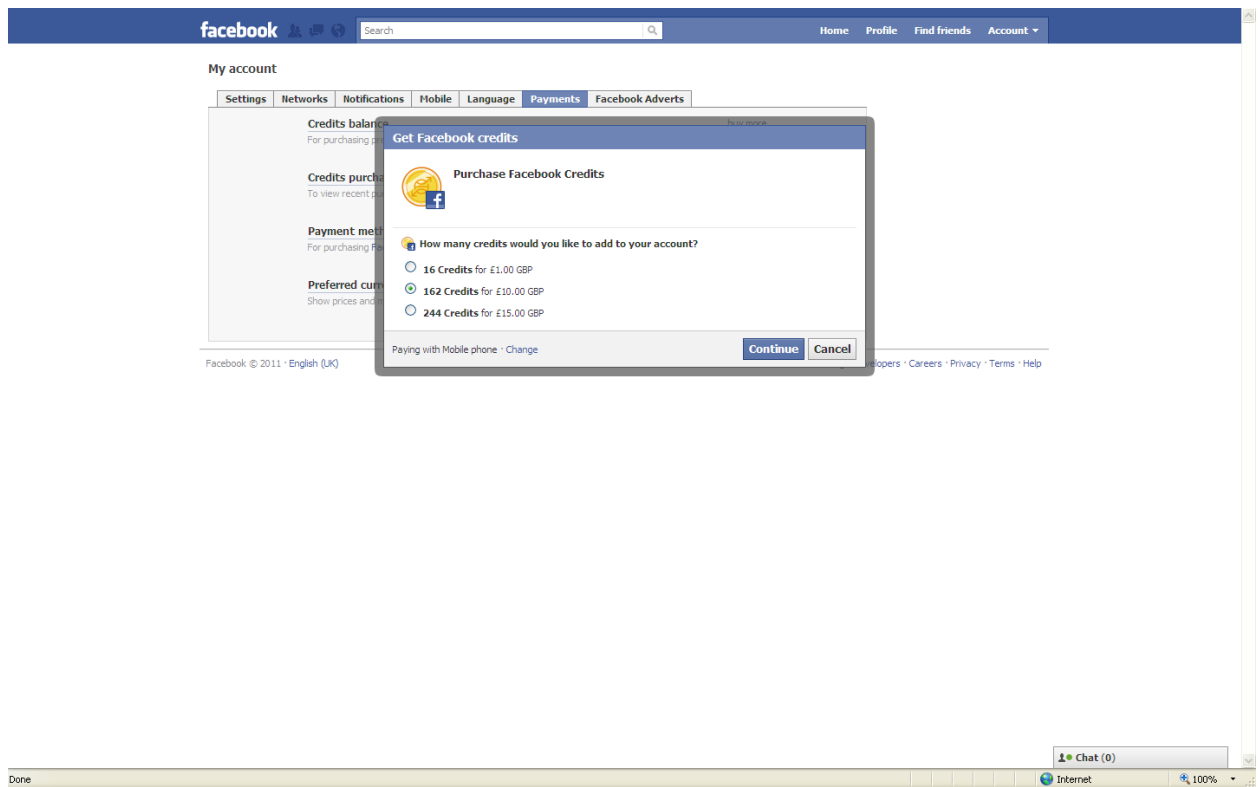 facebook
Search
Home Profile Find friends Account
My account
Settings Networks Notifications Mobile Language Payments Facebook Adverts
Credits balance
For purchasing
buy more
Get Facebook credits
Purchase Facebook Credits
Credits
To view recent
Payment
For purchasing
Preferred
Show prices and
How many credits would you like to add to your account?
16 Credits for £1.00 GBP
162 Credits for £10.00 GBP
244 Credits for £15.00 GBP
Paying with Mobile phone · Change
Continue Cancel
Facebook © 2011 · English (UK)
· Careers · Privacy · Terms · Help
Chat (0)
Done
Internet
100%